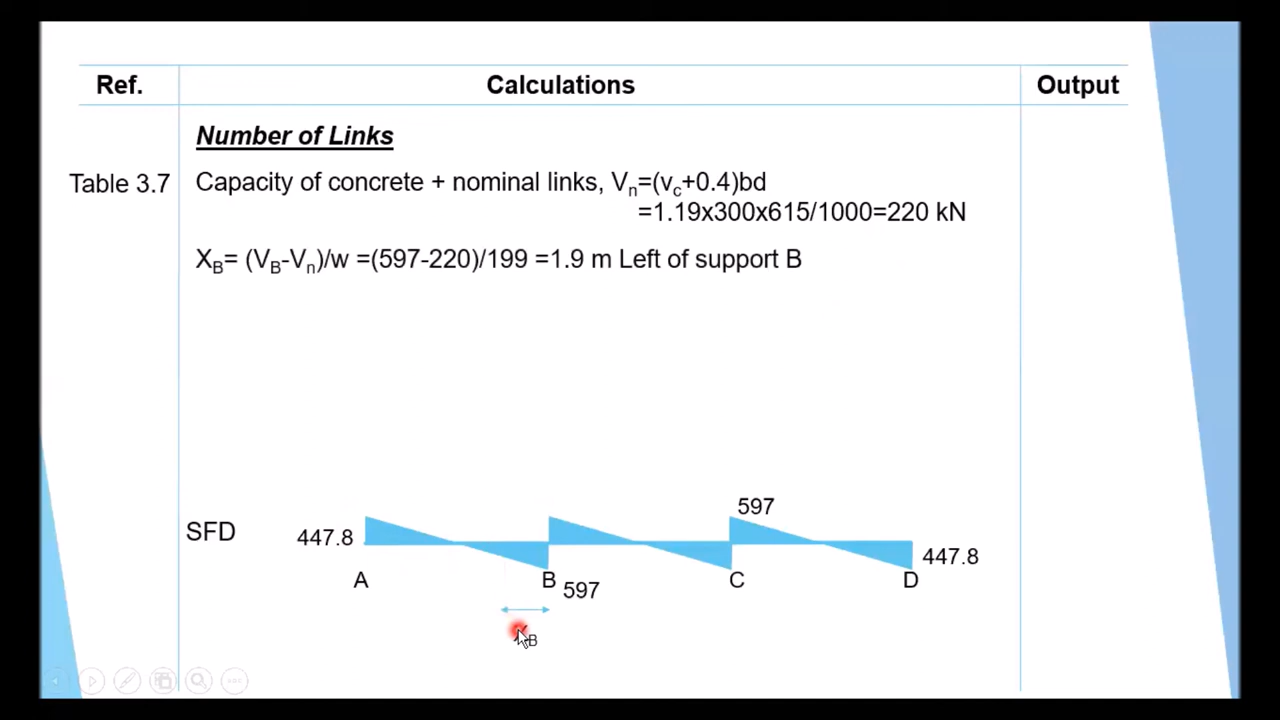 Ref. Calculations Output
Number of Links
Table 3.7 Capacity of concrete + nominal links, Vn=(vc+0.4)bd
=1.19x300x615/1000=220 kN
XB= (VB-Vn)/w =(597-220)/199 =1.9 m Left of support B
597
SFD 447.8
447.8
A B 597 C D
B